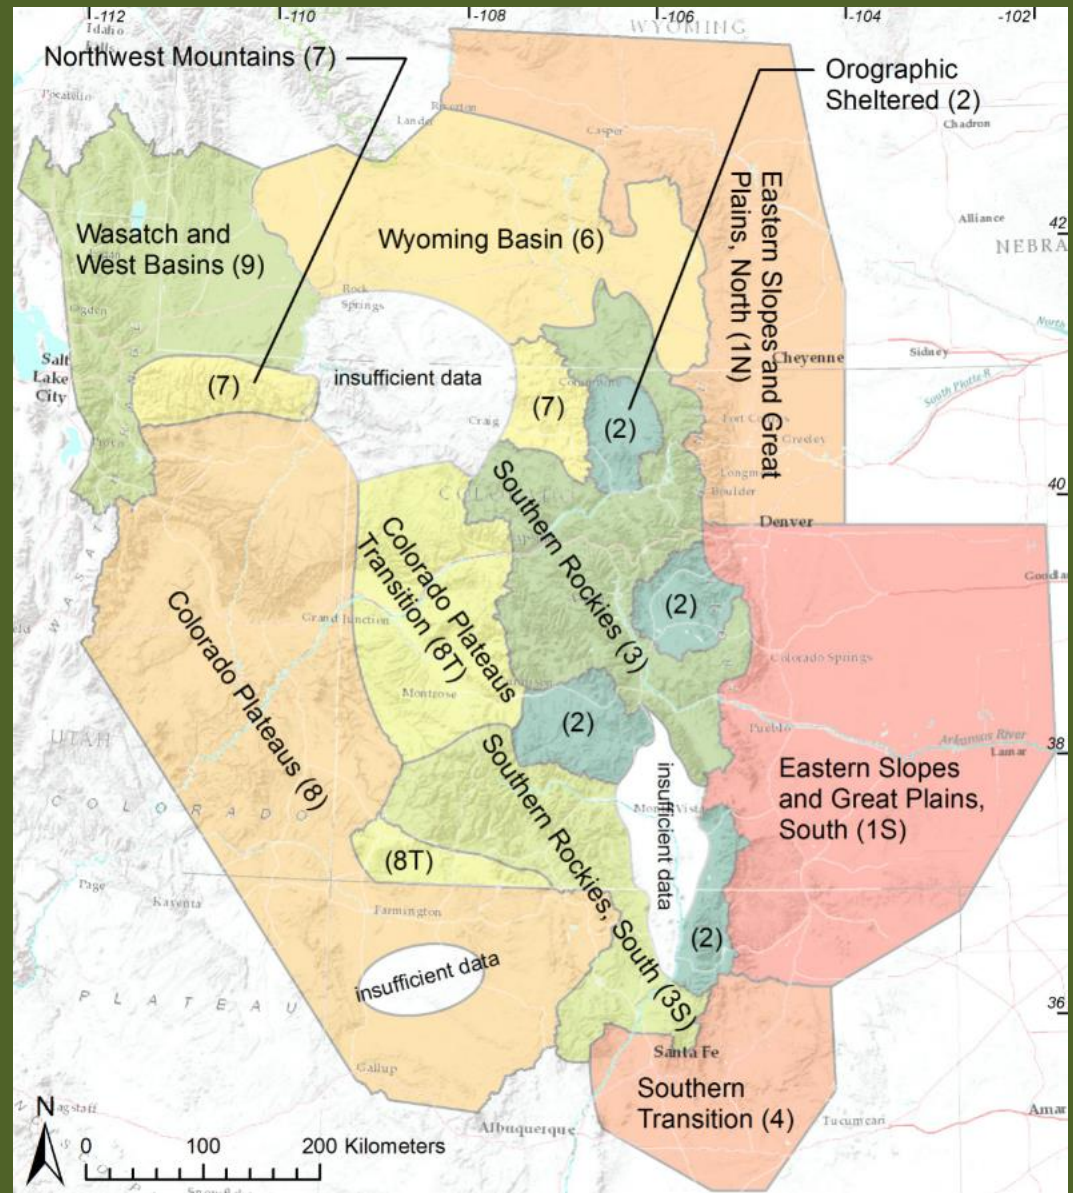 -112
-110
-108
-106
-104
-102
Idaho
Falls
WYOMING
Northwest Mountains (7)
Orographic
Sheltered (2)
Pocatello
Riverton
Lander
Casper
Chadron
Eastern Slopes and Great
Plains, North (1N)
Alliance
42
NEBRA
Wasatch and
West Basins (9)
Wyoming Basin (6)
Rock
Springs
Ogden
North
Salt
Lake
City
(7)
insufficient data
Cheyenne
Sidney
South Platte R
(7)
(2)
Craig
Fort Collins
Greeley
Provo
Longmont
Boulder
40
COLORADO
Southern Rockies (3)
Denver
Colorado Plateaus
Transition (8T)
Goodla
WASA
Colorado Plateaus (8)
Grand Junction
(2)
Colorado Springs
Montrose
Gunnison
(2)
Pueblo
Arkansas River
Lamar
38
UTAH
Southern Rockies, South (3S)
insufficient data
Monte Vista
Eastern Slopes
and Great Plains,
South (1S)
COLORADO
(8T)
Page
Kayenta
Farmington
(2)
insufficient data
PLATEAU
36
Santa Fe
Gallup
Southern
Transition (4)
N
Flagstaff
0
100
200 Kilometers
Albuquerque
Tucumcari
Amar